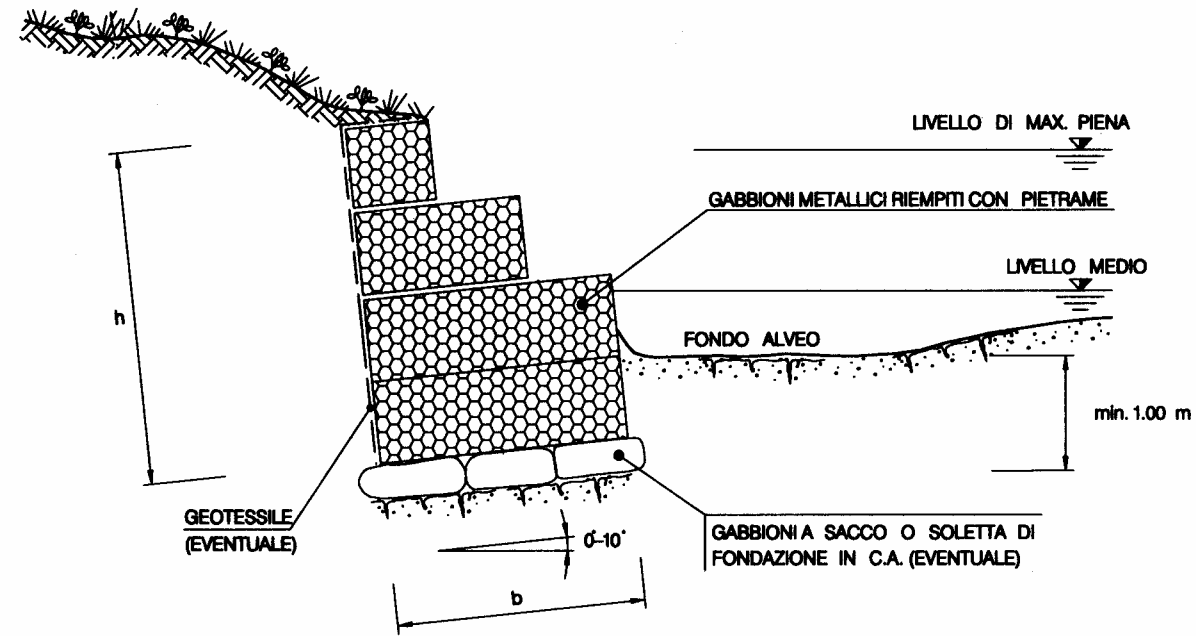 LIVELLO DI MAX. PIENA
GABBIONI METALLICI RIEMPITI CON PIETRAME
LIVELLO MEDIO
h
FONDO ALVEO
min. 1.00 m
GEOTESSILE
(EVENTUALE)
0°-10°
GABBIONI A SACCO O SOLETTA DI
FONDAZIONE IN C.A. (EVENTUALE)
b